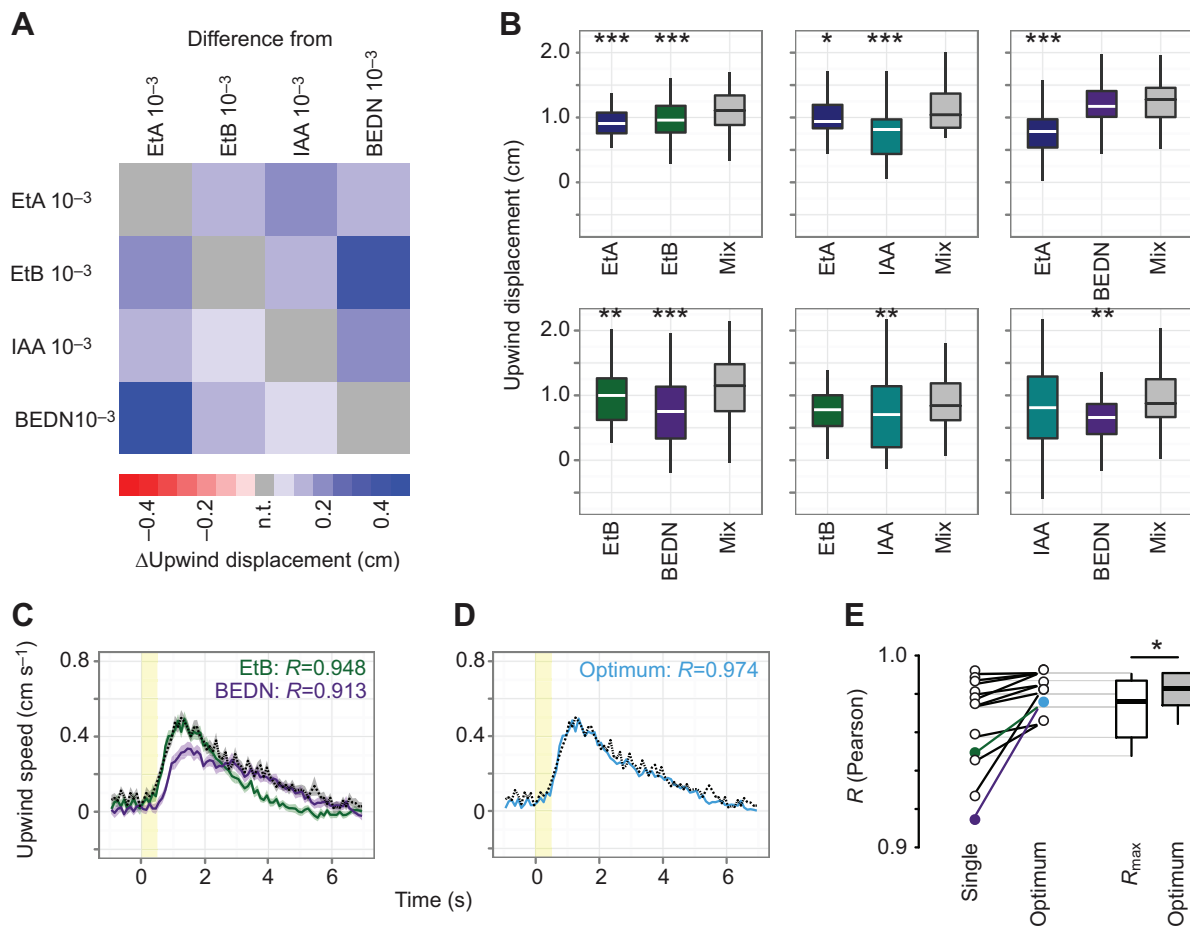 A
Difference from
EtA 10⁻³
EtB 10⁻³
IAA 10⁻³
BEDN 10⁻³
EtA 10⁻³
EtB 10⁻³
IAA 10⁻³
BEDN10⁻³
−0.4
−0.2
n.t.
0.2
0.4
ΔUpwind displacement (cm)
B
Upwind displacement (cm)
2.0
1.0
0
*** ***
EtA
EtB
Mix
* ***
EtA
IAA
Mix
***
EtA
BEDN
Mix
2.0
1.0
0
** ***
EtB
BEDN
Mix
**
EtB
IAA
Mix
**
IAA
BEDN
Mix
C
Upwind speed (cm s⁻¹)
0.8
0.4
0
EtB: R=0.948
BEDN: R=0.913
0 2 4 6
D
0.8
0.4
0
Optimum: R=0.974
0 2 4 6
Time (s)
E
R (Pearson)
1.0
0.9
*
Single
Optimum
Rmax
Optimum